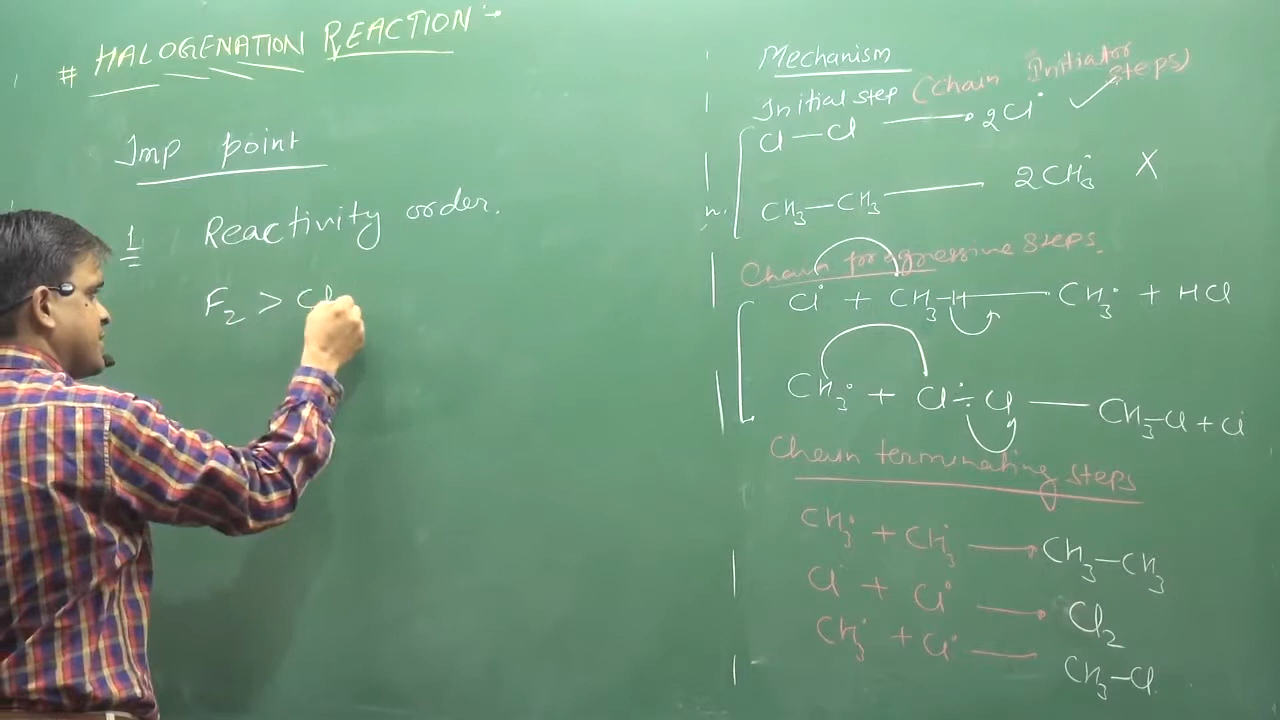 # HALOGENATION REACTION :-
Imp point
1 Reactivity order.
F2 > Cl
Mechanism
Initial step (Chain Initiator steps)
Cl — Cl ⟶ 2Cl• ✓
CH3 — CH3 — 2CH3• X
Chain forgressive steps.
Cl• + CH3-H — CH3• + HCl
CH3• + Cl∸Cl — CH3-Cl + Cl
Chain terminating steps
CH3• + CH3• ⟶ CH3—CH3
Cl + Cl• ⟶ Cl2
CH3• + Cl• — CH3—Cl